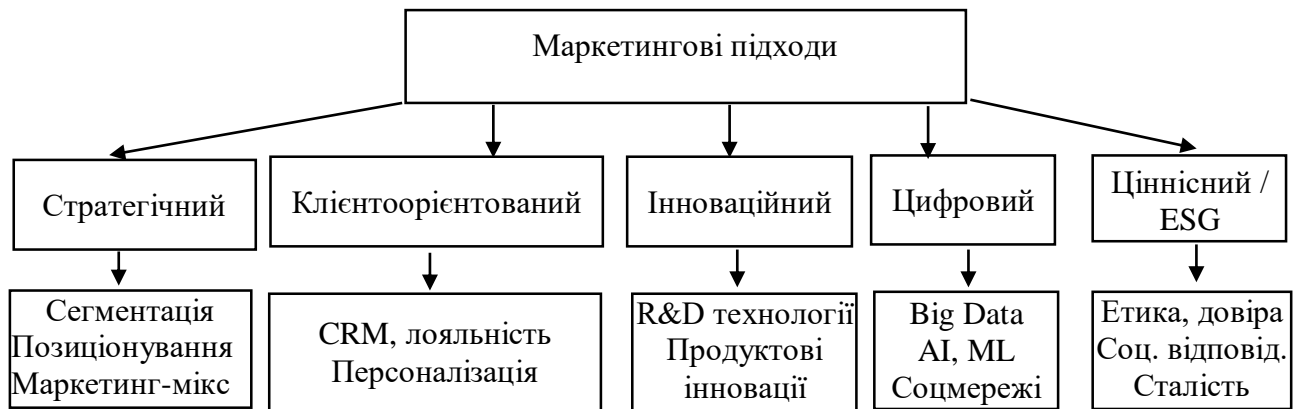 Маркетингові підходи
Стратегічний
Клієнтоорієнтований
Інноваційний
Цифровий
Ціннісний /
ESG
Сегментація
Позиціонування
Маркетинг-мікс
CRM, лояльність
Персоналізація
R&D технології
Продуктові
інновації
Big Data
AI, ML
Соцмережі
Етика, довіра
Соц. відповід.
Сталість